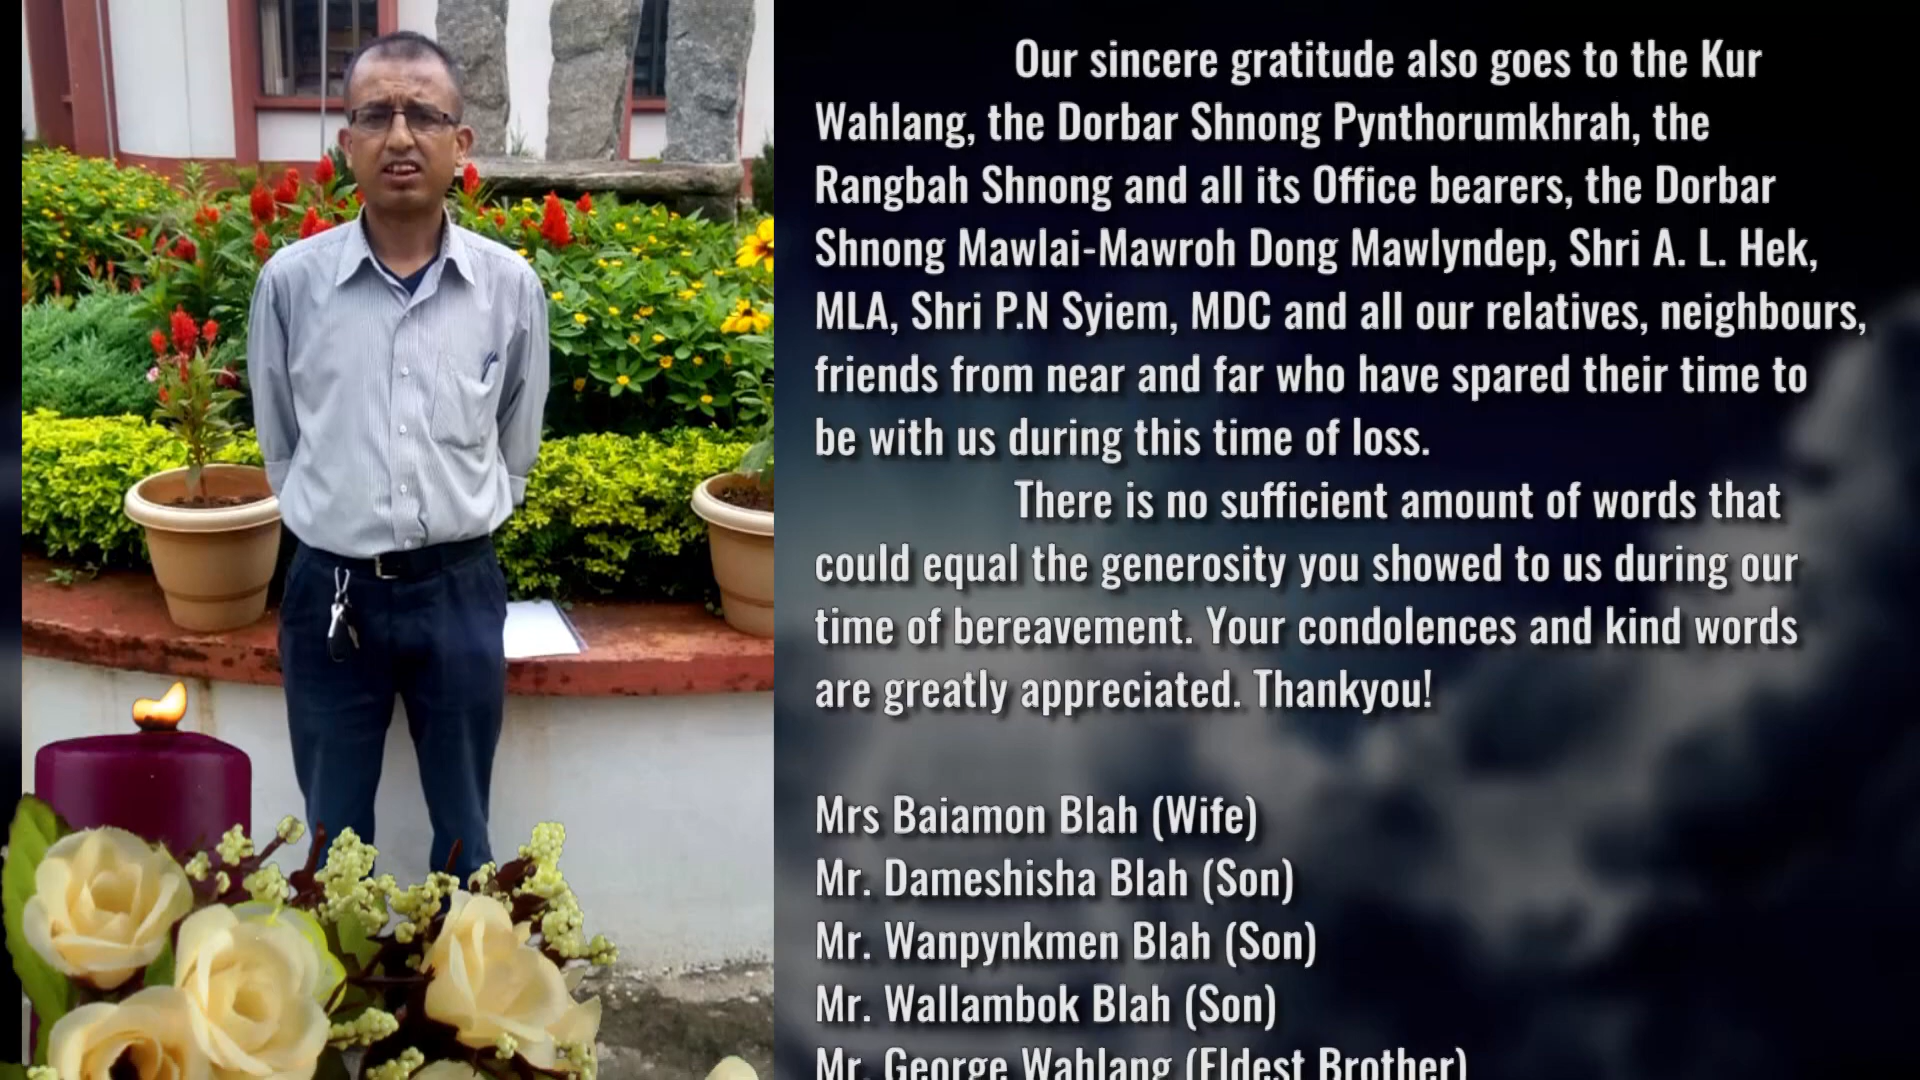 Our sincere gratitude also goes to the Kur
Wahlang, the Dorbar Shnong Pynthorumkhrah, the
Rangbah Shnong and all its Office bearers, the Dorbar
Shnong Mawlai-Mawroh Dong Mawlyndep, Shri A. L. Hek,
MLA, Shri P.N Syiem, MDC and all our relatives, neighbours,
friends from near and far who have spared their time to
be with us during this time of loss.
There is no sufficient amount of words that
could equal the generosity you showed to us during our
time of bereavement. Your condolences and kind words
are greatly appreciated. Thankyou!
Mrs Baiamon Blah (Wife)
Mr. Dameshisha Blah (Son)
Mr. Wanpynkmen Blah (Son)
Mr. Wallambok Blah (Son)
Mr. George Wahlang (Eldest Brother)